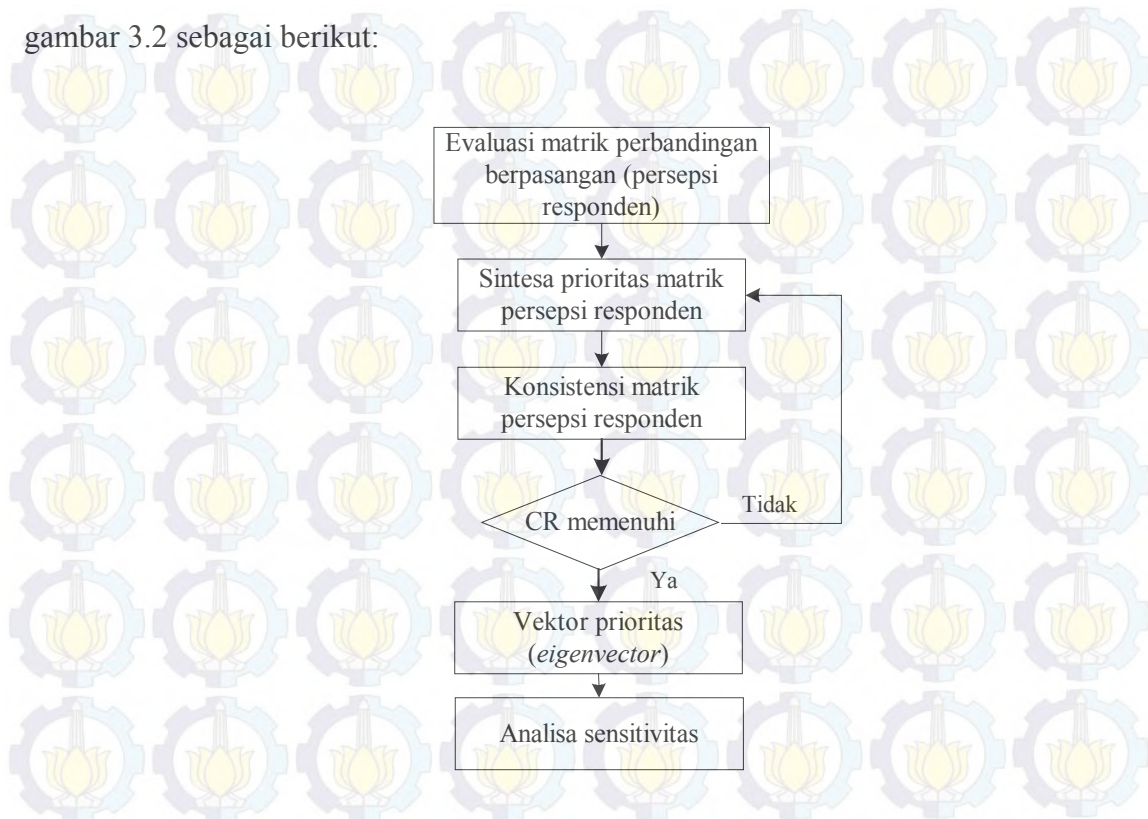 gambar 3.2 sebagai berikut:
Evaluasi matrik perbandingan
berpasangan (persepsi
responden)
Sintesa prioritas matrik
persepsi responden
Konsistensi matrik
persepsi responden
CR memenuhi
Tidak
Ya
Vektor prioritas
(eigenvector)
Analisa sensitivitas